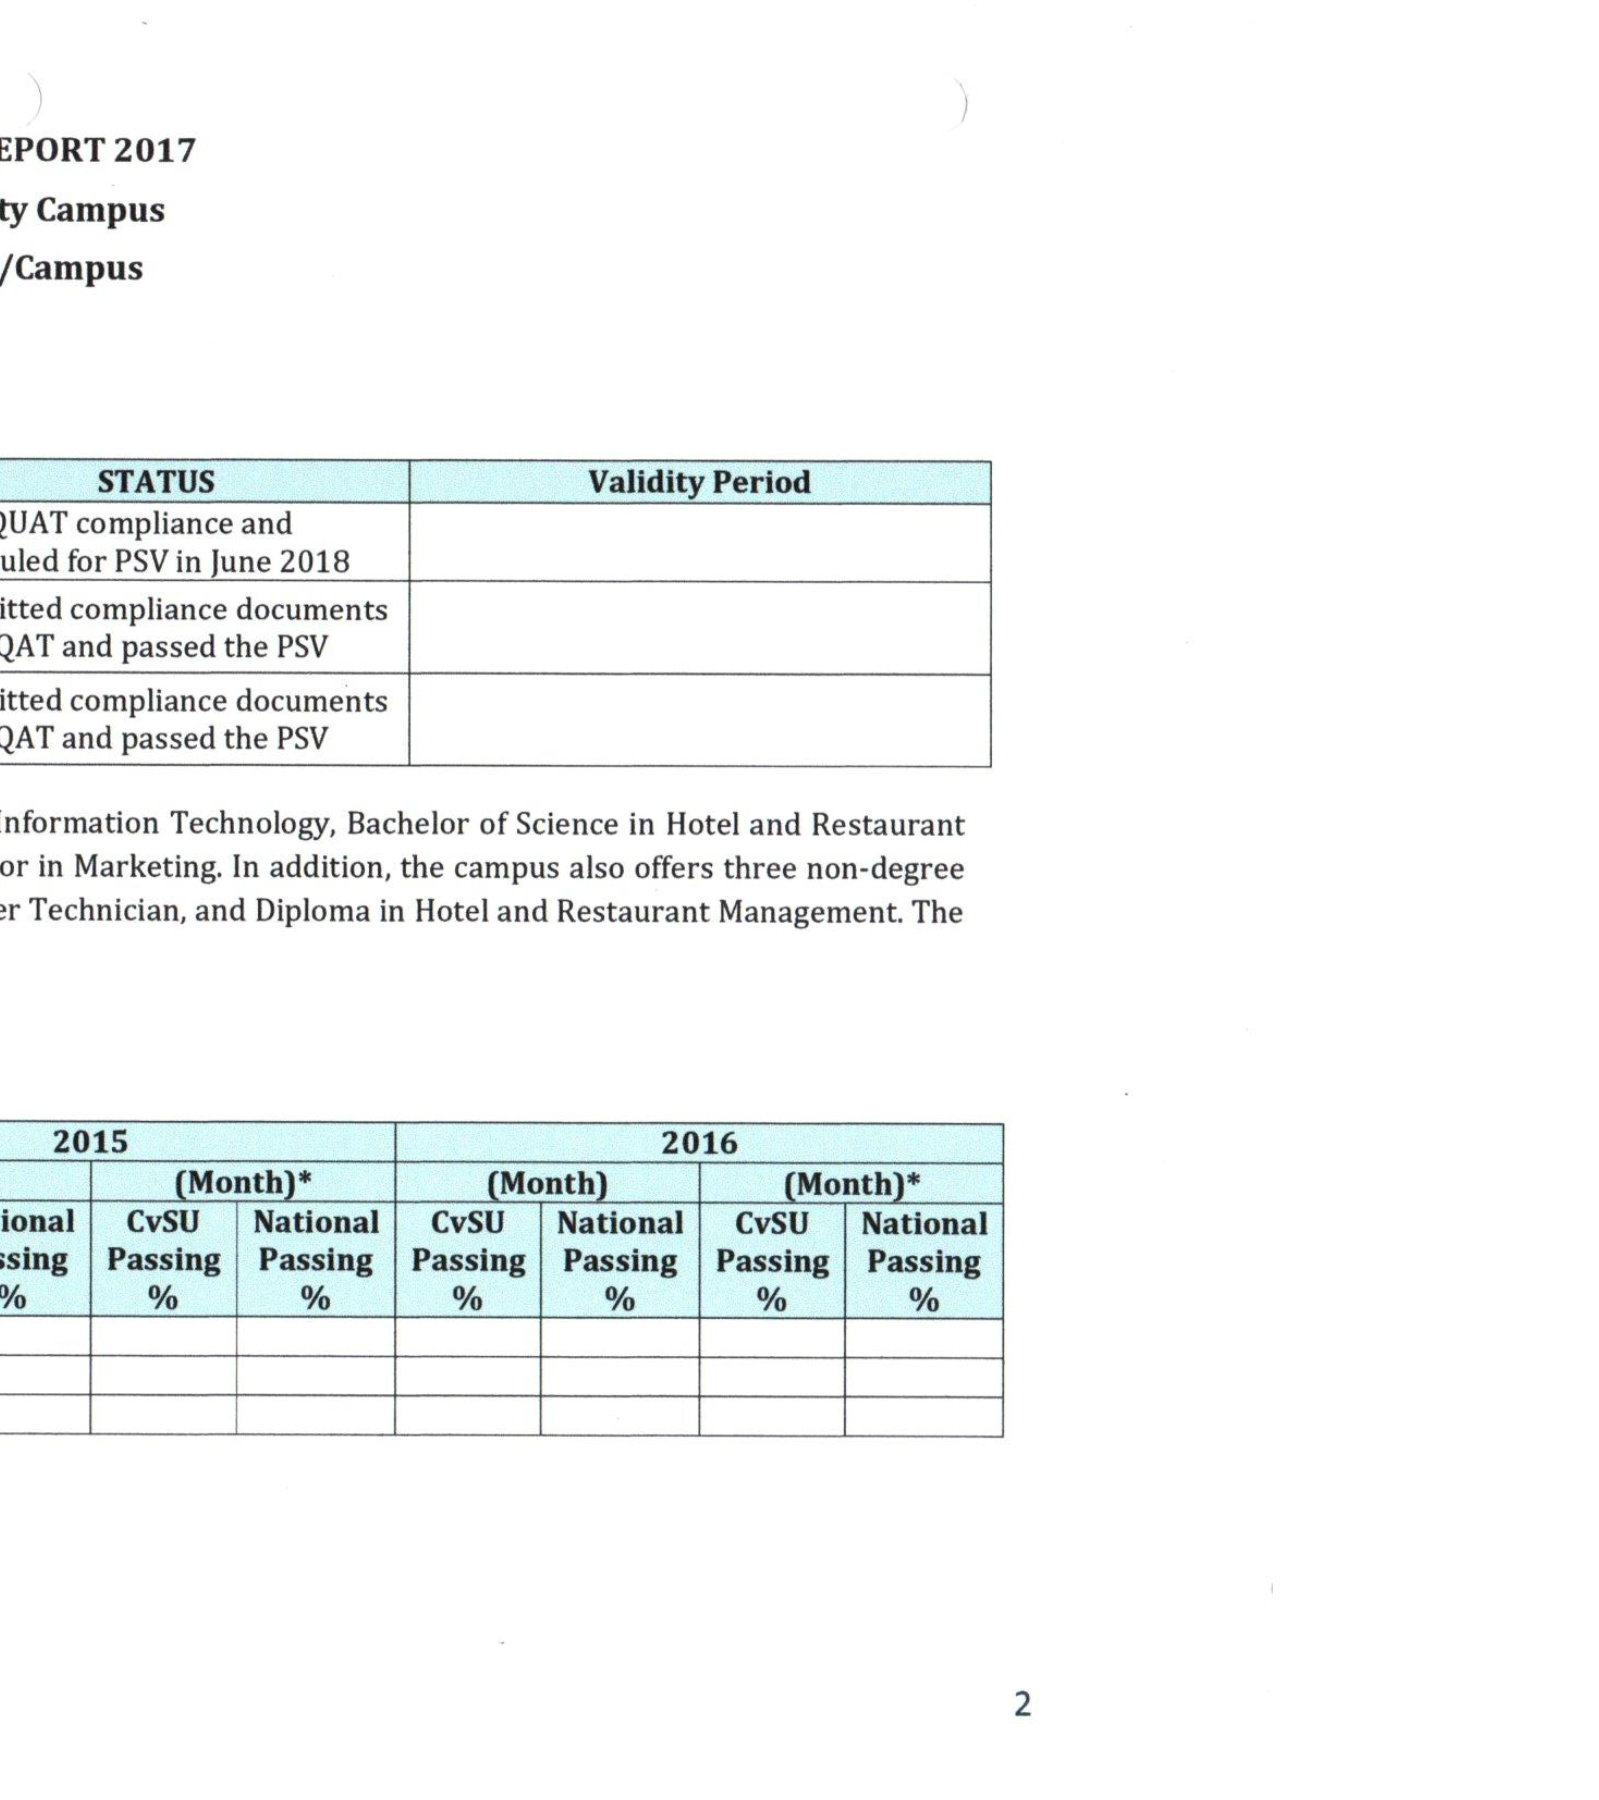 EPORT 2017
ty Campus
/Campus
STATUS Validity Period
QUAT compliance and
uled for PSV in June 2018
itted compliance documents
QAT and passed the PSV
itted compliance documents
QAT and passed the PSV
Information Technology, Bachelor of Science in Hotel and Restaurant
or in Marketing. In addition, the campus also offers three non-degree
er Technician, and Diploma in Hotel and Restaurant Management. The
2015 2016
(Month)* (Month) (Month)*
ional CvSU National CvSU National CvSU National
ssing Passing Passing Passing Passing Passing Passing
% % % % % % %
2